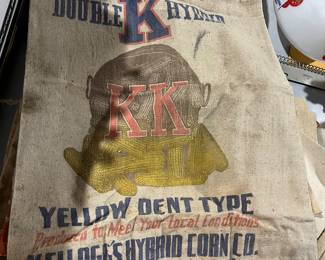 DOUBLE K HYBRID
KK
YELLOW DENT TYPE
Produced to Meet Your Local Conditions
KELLOGG'S HYBRID CORN CO.